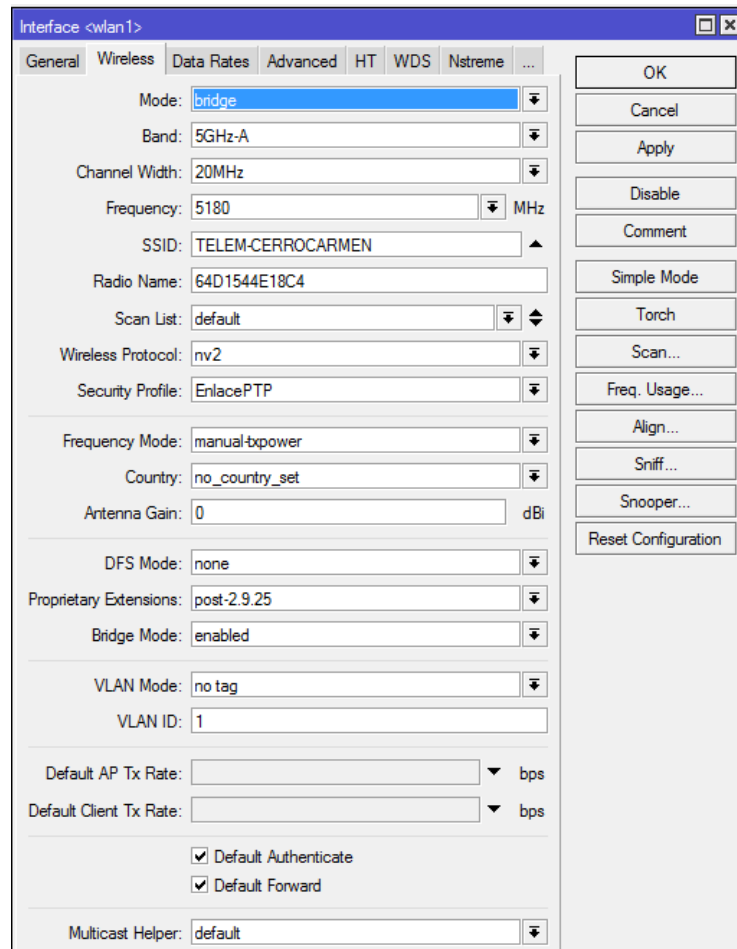 Interface <wlan1>
General Wireless Data Rates Advanced HT WDS Nstreme ...
Mode: bridge
Band: 5GHz-A
Channel Width: 20MHz
Frequency: 5180 MHz
SSID: TELEM-CERROCARMEN
Radio Name: 64D1544E18C4
Scan List: default
Wireless Protocol: nv2
Security Profile: EnlacePTP
Frequency Mode: manual-txpower
Country: no_country_set
Antenna Gain: 0 dBi
DFS Mode: none
Proprietary Extensions: post-2.9.25
Bridge Mode: enabled
VLAN Mode: no tag
VLAN ID: 1
Default AP Tx Rate: bps
Default Client Tx Rate: bps
Default Authenticate
Default Forward
Multicast Helper: default
OK
Cancel
Apply
Disable
Comment
Simple Mode
Torch
Scan...
Freq. Usage...
Align...
Sniff...
Snooper...
Reset Configuration